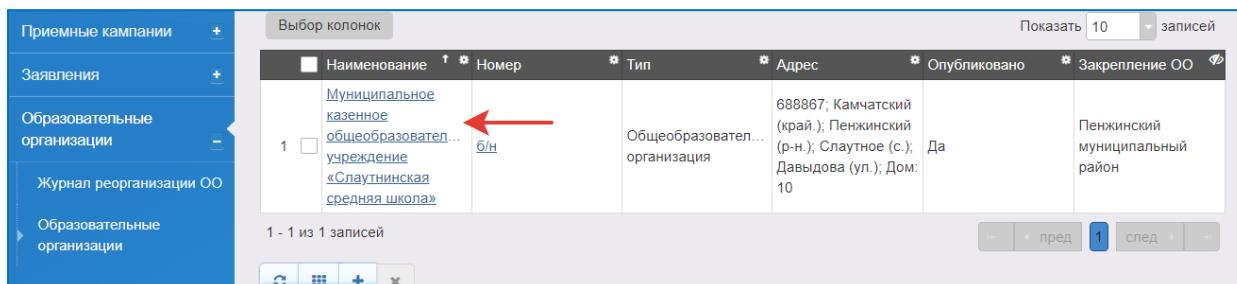 Приемные кампании
Заявления
Образовательные
организации
Журнал реорганизации ОО
Образовательные
организации
Выбор колонок
Показать 10 записей
Наименование Номер Тип Адрес Опубликовано Закрепление ОО
1
Муниципальное
казенное
общеобразовател...
учреждение
«Слаутнинская
средняя школа»
б/н
Общеобразовател...
организация
688867; Камчатский
(край.); Пенжинский
(р-н.); Слаутное (с.);
Давыдова (ул.); Дом:
10
Да
Пенжинский
муниципальный
район
1 - 1 из 1 записей
пред 1 след